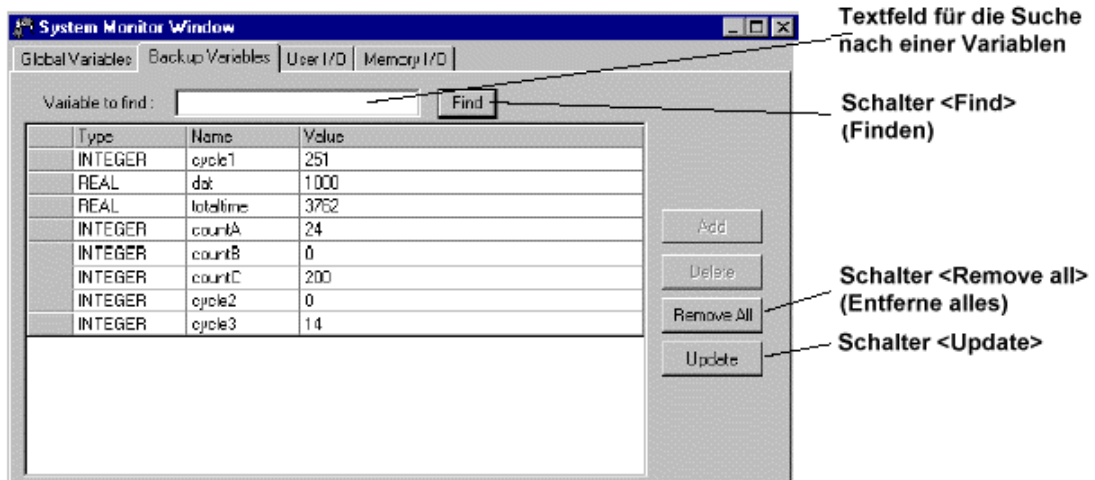 System Monitor Window
Global Variables Backup Variables User I/O Memory I/O
Textfeld für die Suche
nach einer Variablen
Variable to find : Find
Schalter <Find>
(Finden)
Type Name Value
INTEGER cycle1 251
REAL dat 1000
REAL totaltime 3762
INTEGER countA 24
INTEGER countB 0
INTEGER countC 200
INTEGER cycle2 0
INTEGER cycle3 14
Add
Delete
Remove All
Update
Schalter <Remove all>
(Entferne alles)
Schalter <Update>